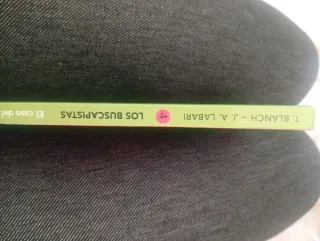 T. BLANCH – J. A. LABARI
LOS BUSCAPISTAS
El caso del